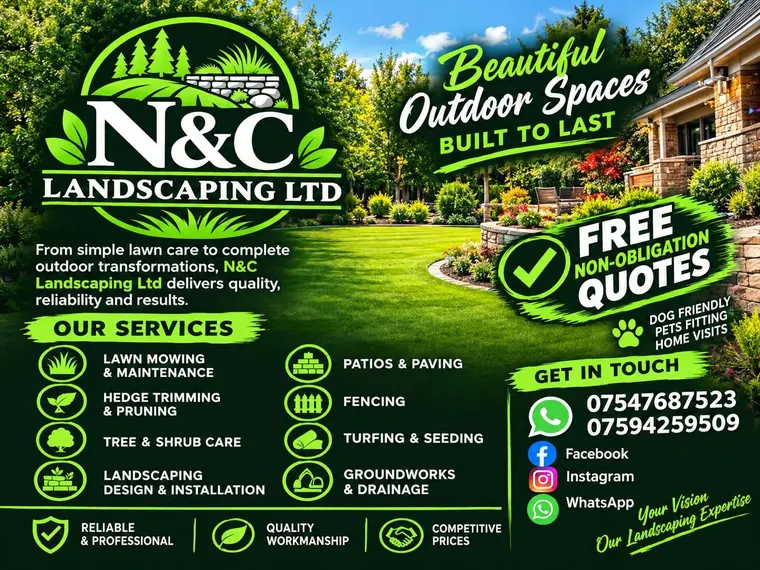 N&C
LANDSCAPING LTD
Beautiful
Outdoor Spaces
BUILT TO LAST
From simple lawn care to complete
outdoor transformations, N&C
Landscaping Ltd delivers quality,
reliability and results.
FREE
NON-OBLIGATION
QUOTES
DOG FRIENDLY
PETS FITTING
HOME VISITS
OUR SERVICES
LAWN MOWING
& MAINTENANCE
HEDGE TRIMMING
& PRUNING
TREE & SHRUB CARE
LANDSCAPING
DESIGN & INSTALLATION
PATIOS & PAVING
FENCING
TURFING & SEEDING
GROUNDWORKS
& DRAINAGE
GET IN TOUCH
07547687523
07594259509
Facebook
Instagram
WhatsApp
Your Vision
Our Landscaping Expertise
RELIABLE
& PROFESSIONAL
QUALITY
WORKMANSHIP
COMPETITIVE
PRICES